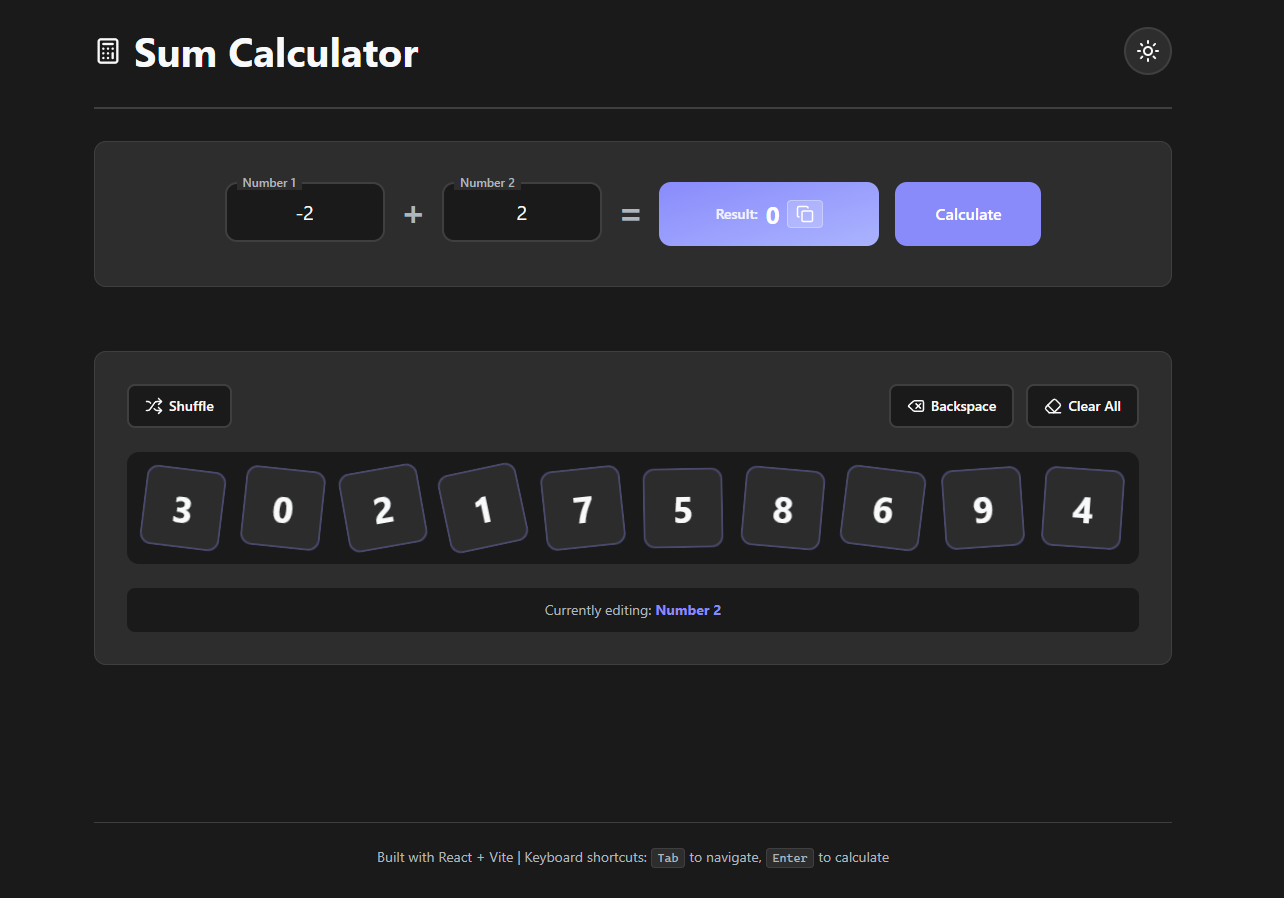 Sum Calculator
Number 1
Number 2
-2 + 2 = Result: 0 Calculate
Shuffle Backspace Clear All
3 0 2 1 7 5 8 6 9 4
Currently editing: Number 2
Built with React + Vite | Keyboard shortcuts: Tab to navigate, Enter to calculate